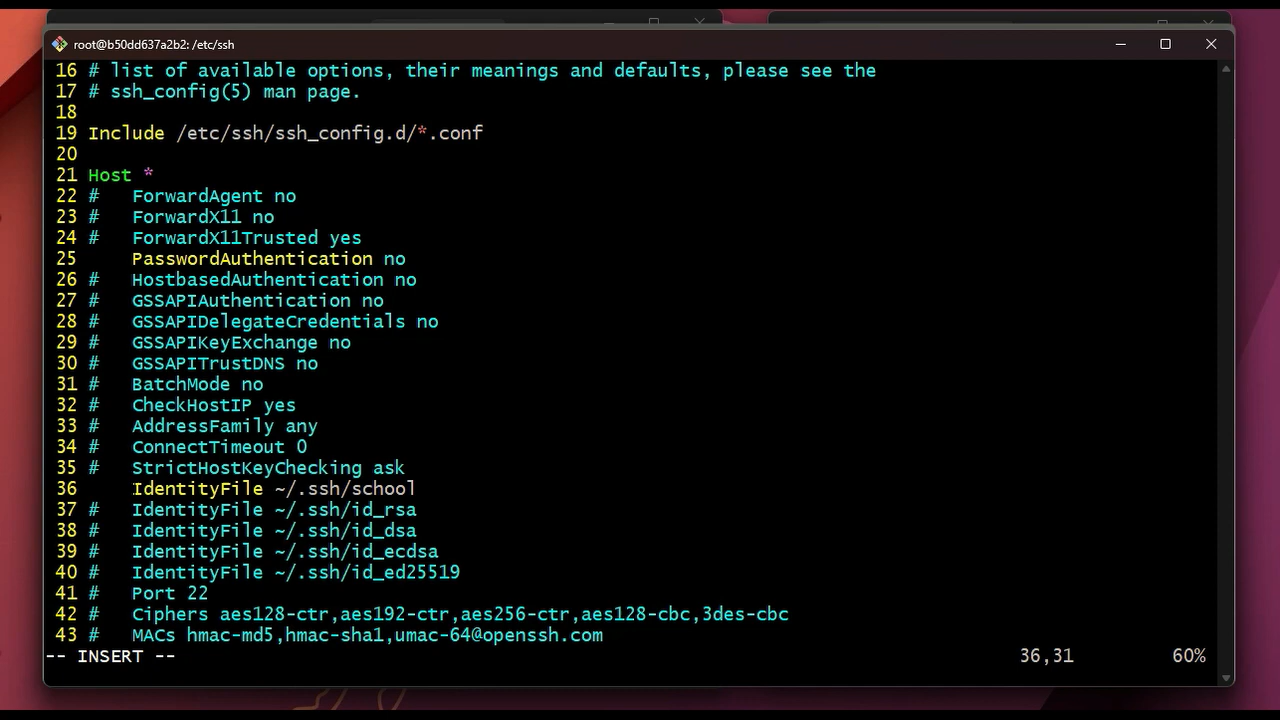 root@b50dd637a2b2: /etc/ssh
16 # list of available options, their meanings and defaults, please see the
17 # ssh_config(5) man page.
18
19 Include /etc/ssh/ssh_config.d/*.conf
20
21 Host *
22 #   ForwardAgent no
23 #   ForwardX11 no
24 #   ForwardX11Trusted yes
25     PasswordAuthentication no
26 #   HostbasedAuthentication no
27 #   GSSAPIAuthentication no
28 #   GSSAPIDelegateCredentials no
29 #   GSSAPIKeyExchange no
30 #   GSSAPITrustDNS no
31 #   BatchMode no
32 #   CheckHostIP yes
33 #   AddressFamily any
34 #   ConnectTimeout 0
35 #   StrictHostKeyChecking ask
36     IdentityFile ~/.ssh/school
37 #   IdentityFile ~/.ssh/id_rsa
38 #   IdentityFile ~/.ssh/id_dsa
39 #   IdentityFile ~/.ssh/id_ecdsa
40 #   IdentityFile ~/.ssh/id_ed25519
41 #   Port 22
42 #   Ciphers aes128-ctr,aes192-ctr,aes256-ctr,aes128-cbc,3des-cbc
43 #   MACs hmac-md5,hmac-sha1,umac-64@openssh.com
-- INSERT -- 36,31 60%